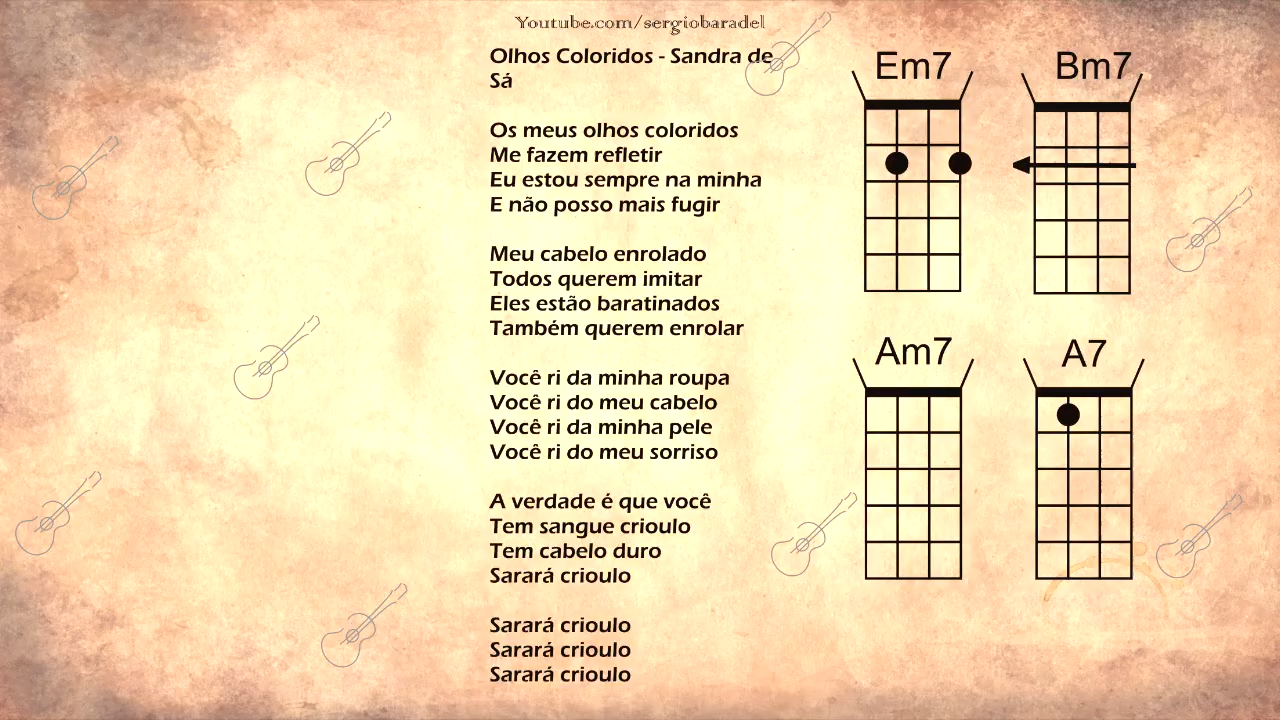 Youtube.com/sergiobaradel
Olhos Coloridos - Sandra de
Sá
Os meus olhos coloridos
Me fazem refletir
Eu estou sempre na minha
E não posso mais fugir
Meu cabelo enrolado
Todos querem imitar
Eles estão baratinados
Também querem enrolar
Você ri da minha roupa
Você ri do meu cabelo
Você ri da minha pele
Você ri do meu sorriso
A verdade é que você
Tem sangue crioulo
Tem cabelo duro
Sarará crioulo
Sarará crioulo
Sarará crioulo
Sarará crioulo
Em7
Bm7
Am7
A7